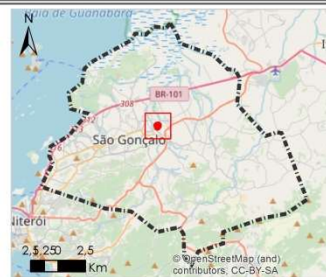 Baía de Guanabara
N
BR-101
308
São Gonçalo
Niterói
2,5 1,25 0 2,5
Km
© OpenStreetMap (and)
contributors, CC-BY-SA